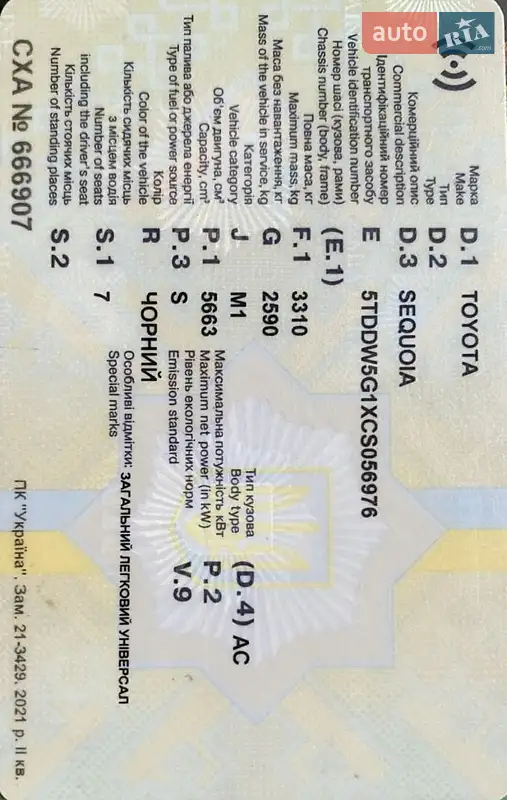 auto RIA .com
Марка
Make D.1 TOYOTA
Тип
Type D.2
Комерційний опис
Commercial description D.3 SEQUOIA
Ідентифікаційний номер
транспортного засобу
Vehicle identification number E 5TDDW5G1XCS056976
Номер шасі (кузова, рами)
Chassis number (body, frame) (E.1)
Повна маса, кг
Maximum mass, kg F.1 3310
Маса без навантаження, кг
Mass of the vehicle in service, kg G 2590
Категорія
Vehicle category J M1
Тип кузова
Body type (D.4) AC
Об'єм двигуна, см³
Capacity, cm³ P.1 5663
Максимальна потужність кВт
Maximum net power (in kW) P.2
Тип палива або джерела енергії
Type of fuel or power source P.3 S
Рівень екологічних норм
Emission standard V.9
Колір
Color of the vehicle R ЧОРНИЙ
Кількість сидячих місць
з місцем водія
Number of seats
including the driver's seat S.1 7
Особливі відмітки: ЗАГАЛЬНИЙ ЛЕГКОВИЙ УНІВЕРСАЛ
Special marks
Кількість стоячих місць
Number of standing places S.2
СХА № 666907
ПК "Україна". Зам. 21-3429. 2021 р. II кв.